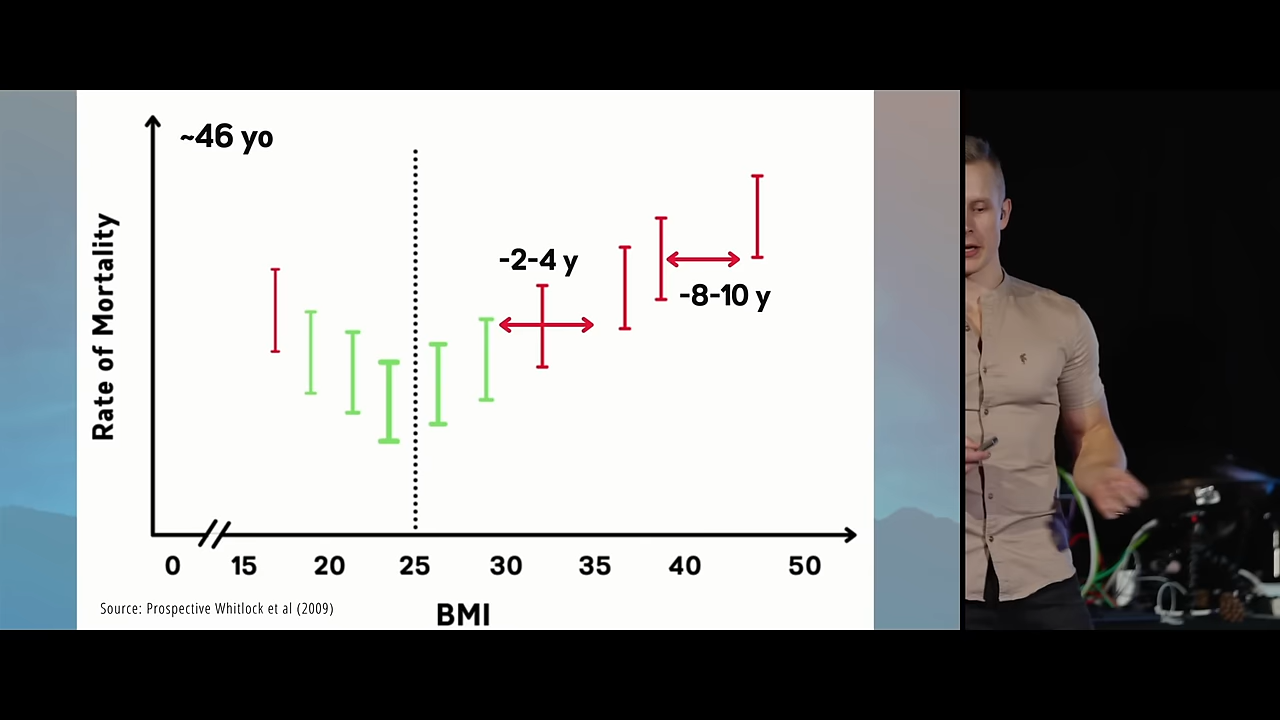 ~46 yo
Rate of Mortality
-2-4 y
-8-10 y
0 15 20 25 30 35 40 50
BMI
Source: Prospective Whitlock et al (2009)